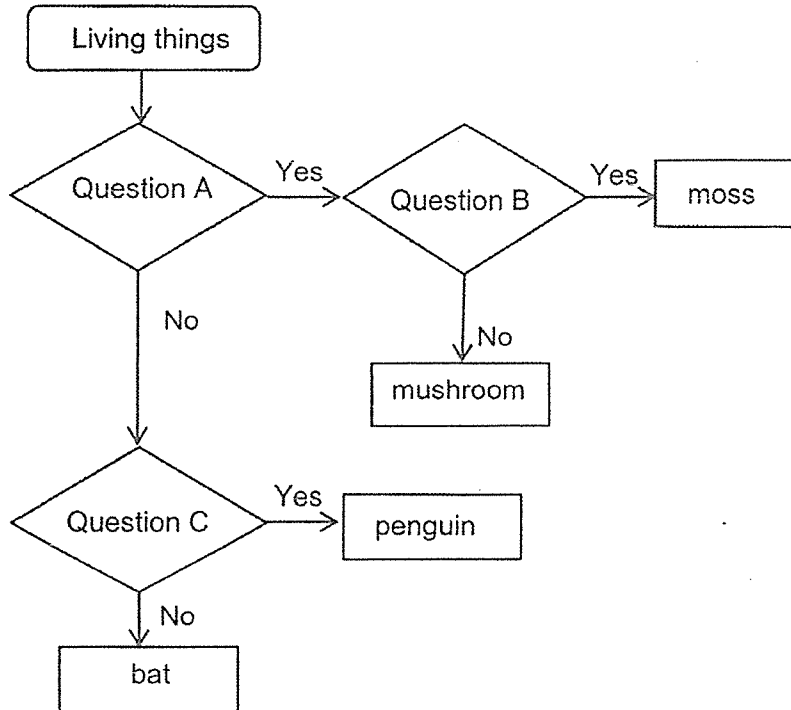 Living things
Question A
Yes
Question B
Yes
moss
No
No
mushroom
Question C
Yes
penguin
No
bat